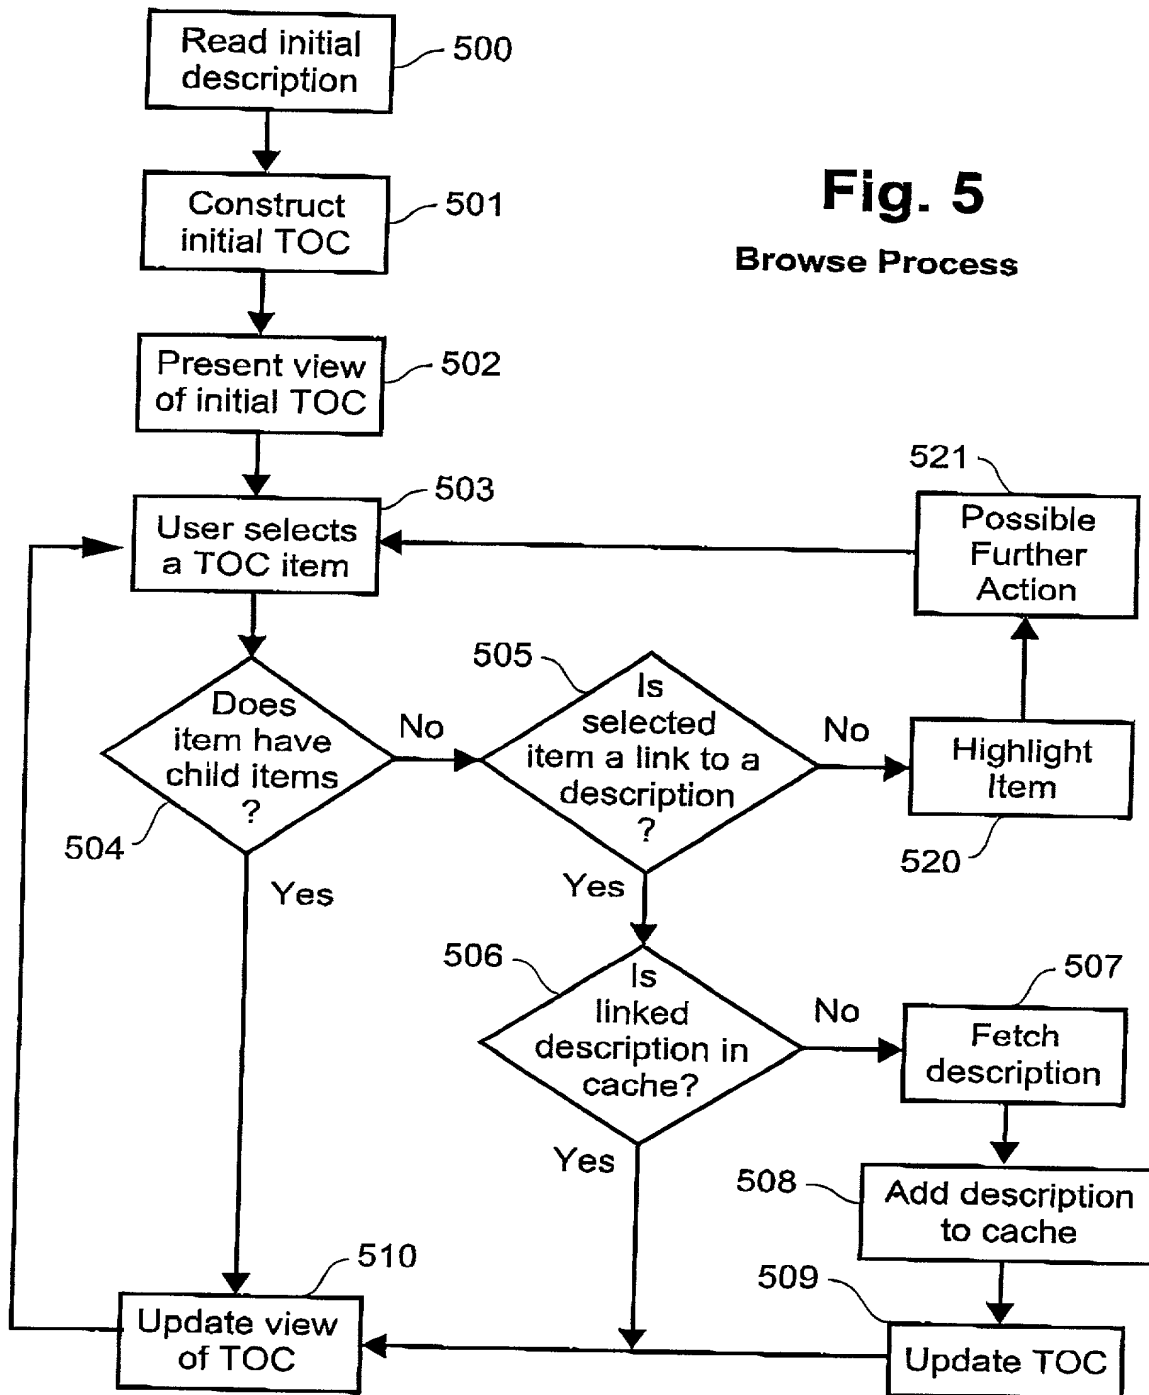 Read initial
description
500
Construct
initial TOC
501
Fig. 5
Browse Process
Present view
of initial TOC
502
User selects
a TOC item
503
521
Possible
Further
Action
Does
item have
child items
?
504
No
505
Is
selected
item a link to a
description
?
No
Highlight
Item
520
Yes
Yes
506
Is
linked
description in
cache?
No
507
Fetch
description
Yes
508
Add description
to cache
509
Update TOC
510
Update view
of TOC